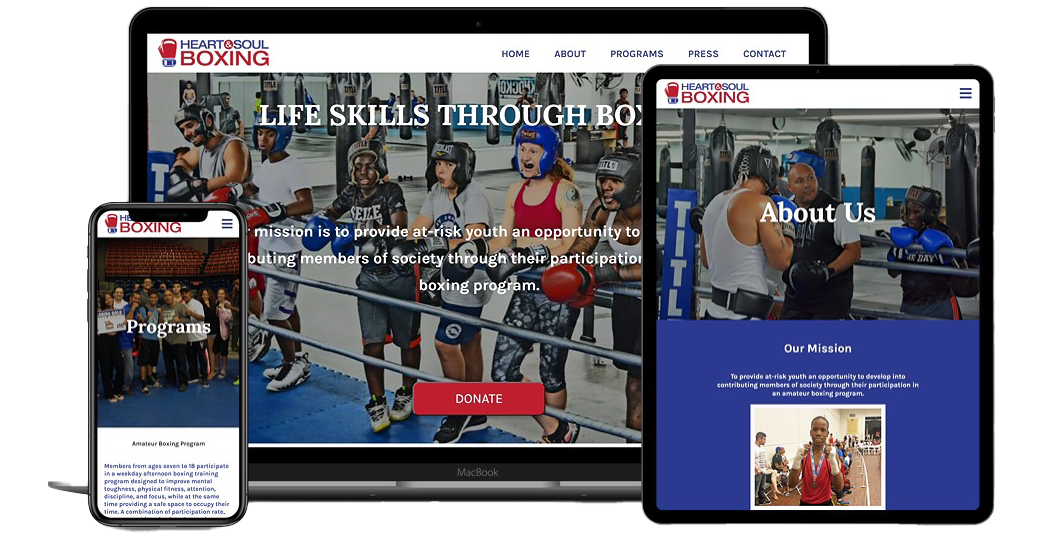 HEART&SOUL
BOXING
HOME ABOUT PROGRAMS PRESS CONTACT
LIFE SKILLS THROUGH
mission is to provide at-risk youth an opportunity to
members of society through their
boxing program.
DONATE
MacBook
BOXING
Programs
Amateur Boxing Program
Members from ages seven to 18 participate
in a weekday afternoon boxing training
program designed to improve mental
toughness, physical fitness, attention,
discipline, and focus, while at the same
time providing a safe space to occupy their
time. A combination of participation rate,
HEART&SOUL
BOXING
TITL
About Us
Our Mission
To provide at-risk youth an opportunity to develop into
contributing members of society through their participation in
an amateur boxing program.